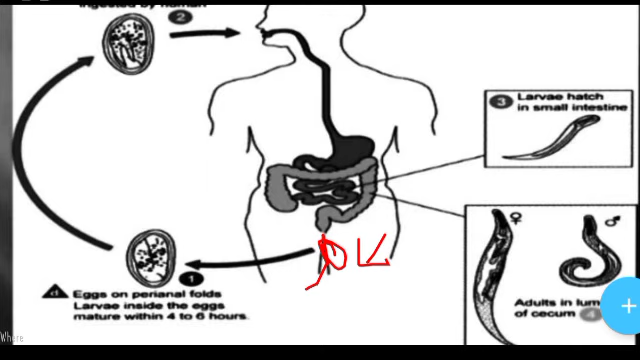 ingested by human
2
3 Larvae hatch
in small intestine
♀
♂
1
d Eggs on perianal folds
Larvae inside the eggs
mature within 4 to 6 hours.
Adults in lum
of cecum 4
Where